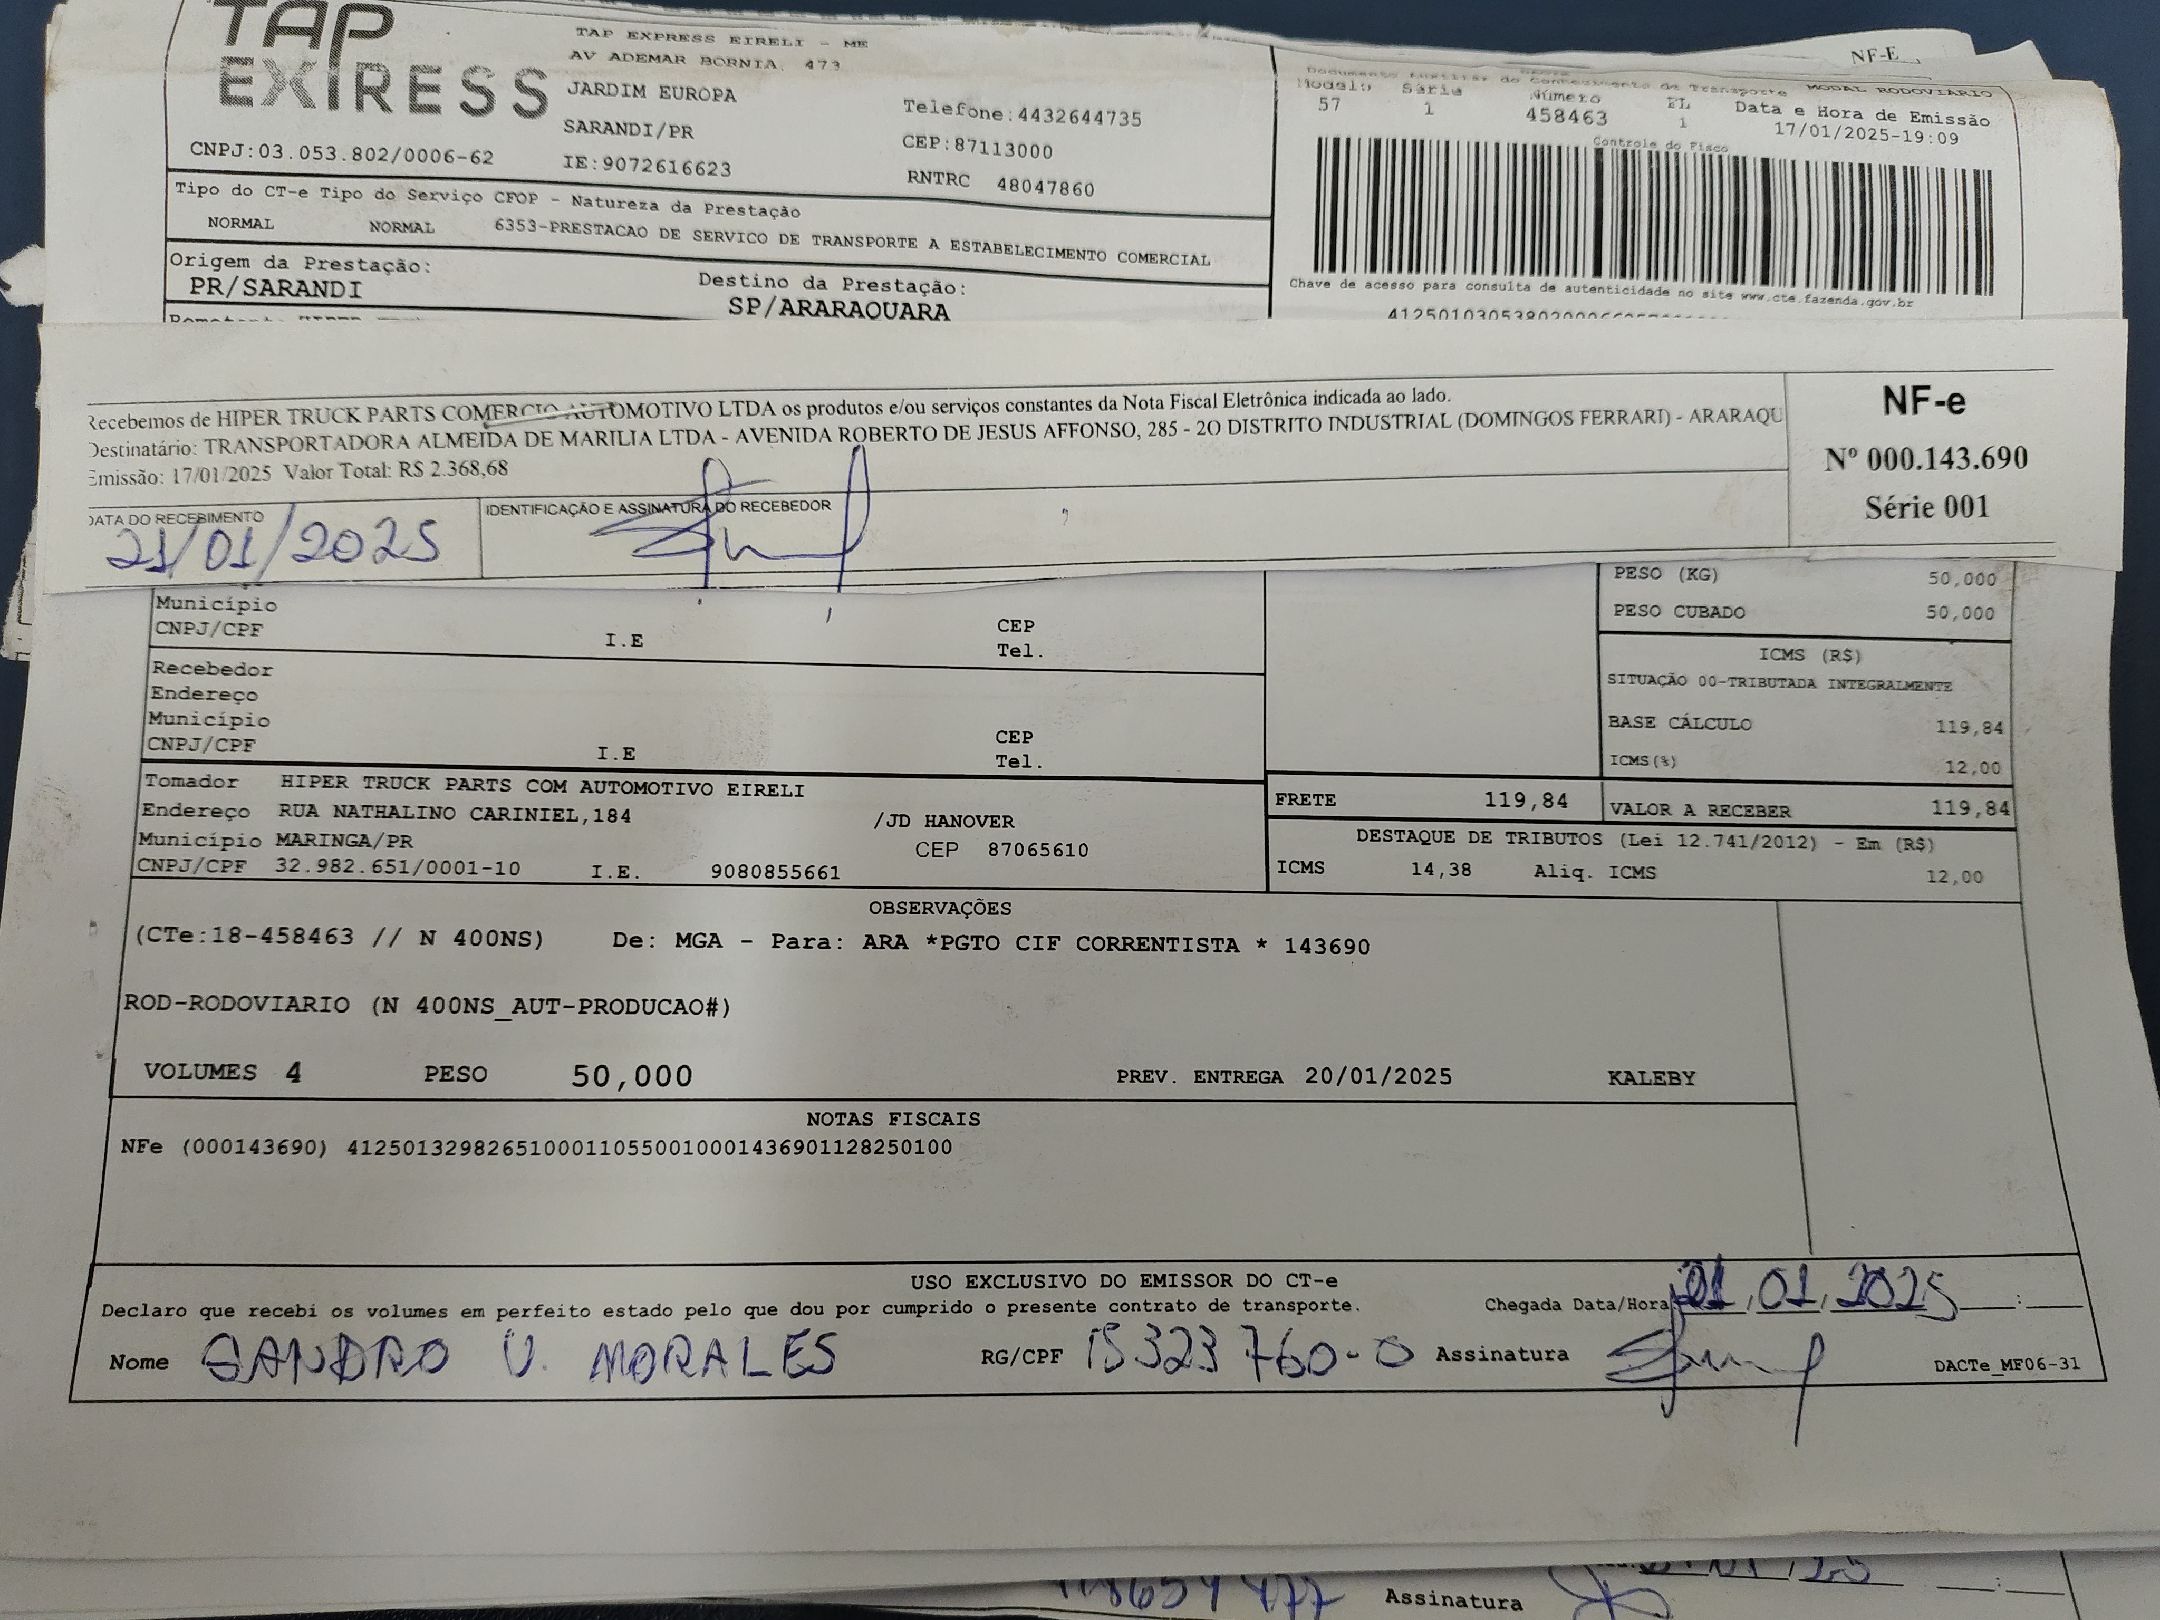 TAP EXPRESS
TAP EXPRESS EIRELI - ME
AV ADEMAR BORNIA, 473
JARDIM EUROPA
SARANDI/PR
IE:9072616623
CNPJ:03.053.802/0006-62
Telefone:4432644735
CEP:87113000
RNTRC 48047860
NF-E
Documento Auxiliar do Conhecimento de Transporte MODAL RODOVIARIO
Modelo Série Número FL Data e Hora de Emissão
57 1 458463 1 17/01/2025-19:09
Controle do Fisco
Chave de acesso para consulta de autenticidade no site www.cte.fazenda.gov.br
Tipo do CT-e Tipo do Serviço CFOP - Natureza da Prestação
NORMAL NORMAL 6353-PRESTACAO DE SERVICO DE TRANSPORTE A ESTABELECIMENTO COMERCIAL
Origem da Prestação: Destino da Prestação:
PR/SARANDI SP/ARARAQUARA
Recebemos de HIPER TRUCK PARTS COMERCIO AUTOMOTIVO LTDA os produtos e/ou serviços constantes da Nota Fiscal Eletrônica indicada ao lado.
Destinatário: TRANSPORTADORA ALMEIDA DE MARILIA LTDA - AVENIDA ROBERTO DE JESUS AFFONSO, 285 - 2O DISTRITO INDUSTRIAL (DOMINGOS FERRARI) - ARARAQU
Emissão: 17/01/2025 Valor Total: R$ 2.368,68
NF-e
Nº 000.143.690
Série 001
DATA DO RECEBIMENTO IDENTIFICAÇÃO E ASSINATURA DO RECEBEDOR
21/01/2025
PESO (KG) 50,000
PESO CUBADO 50,000
Município
CNPJ/CPF I.E CEP
Tel.
Recebedor
Endereço
Município
CNPJ/CPF I.E CEP
Tel.
ICMS (R$)
SITUAÇÃO 00-TRIBUTADA INTEGRALMENTE
BASE CÁLCULO 119,84
ICMS(%) 12,00
Tomador HIPER TRUCK PARTS COM AUTOMOTIVO EIRELI
Endereço RUA NATHALINO CARINIEL,184 /JD HANOVER
Município MARINGA/PR CEP 87065610
CNPJ/CPF 32.982.651/0001-10 I.E. 9080855661
FRETE 119,84 VALOR A RECEBER 119,84
DESTAQUE DE TRIBUTOS (Lei 12.741/2012) - Em (R$)
ICMS 14,38 Aliq. ICMS 12,00
OBSERVAÇÕES
(CTe:18-458463 // N 400NS) De: MGA - Para: ARA *PGTO CIF CORRENTISTA * 143690
ROD-RODOVIARIO (N 400NS_AUT-PRODUCAO#)
VOLUMES 4 PESO 50,000 PREV. ENTREGA 20/01/2025 KALEBY
NOTAS FISCAIS
NFe (000143690) 41250132982651000110550010001436901128250100
USO EXCLUSIVO DO EMISSOR DO CT-e
Declaro que recebi os volumes em perfeito estado pelo que dou por cumprido o presente contrato de transporte. Chegada Data/Hora 21,01,2025 :
Nome SANDRO V. MORALES RG/CPF 15323760-0 Assinatura DACTe_MF06-31
Assinatura